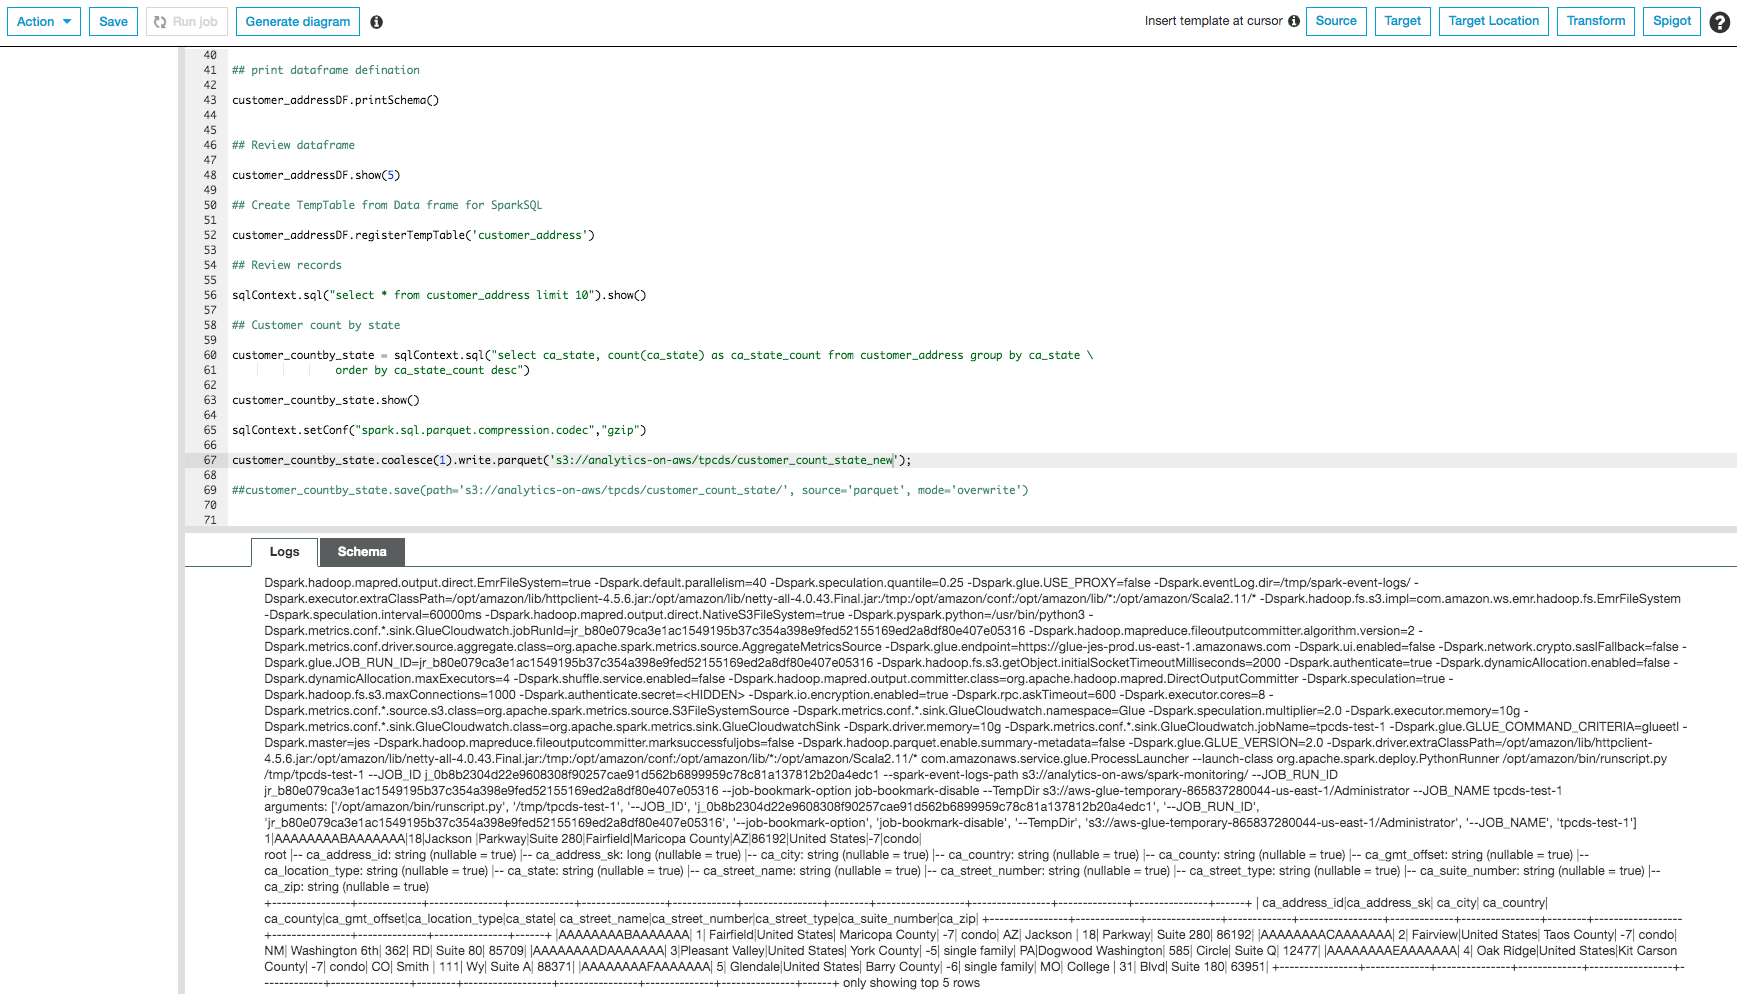 Action Save Run job Generate diagram Insert template at cursor Source Target Target Location Transform Spigot
40
41 ## print dataframe defination
42
43 customer_addressDF.printSchema()
44
45
46 ## Review dataframe
47
48 customer_addressDF.show(5)
49
50 ## Create TempTable from Data frame for SparkSQL
51
52 customer_addressDF.registerTempTable('customer_address')
53
54 ## Review records
55
56 sqlContext.sql("select * from customer_address limit 10").show()
57
58 ## Customer count by state
59
60 customer_countby_state = sqlContext.sql("select ca_state, count(ca_state) as ca_state_count from customer_address group by ca_state \
61 order by ca_state_count desc")
62
63 customer_countby_state.show()
64
65 sqlContext.setConf("spark.sql.parquet.compression.codec","gzip")
66
67 customer_countby_state.coalesce(1).write.parquet('s3://analytics-on-aws/tpcds/customer_count_state_new');
68
69 ##customer_countby_state.save(path='s3://analytics-on-aws/tpcds/customer_count_state/', source='parquet', mode='overwrite')
70
71
Logs Schema
Dspark.hadoop.mapred.output.direct.EmrFileSystem=true -Dspark.default.parallelism=40 -Dspark.speculation.quantile=0.25 -Dspark.glue.USE_PROXY=false -Dspark.eventLog.dir=/tmp/spark-event-logs/ -
Dspark.executor.extraClassPath=/opt/amazon/lib/httpclient-4.5.6.jar:/opt/amazon/lib/netty-all-4.0.43.Final.jar:/tmp:/opt/amazon/conf:/opt/amazon/lib/*:/opt/amazon/Scala2.11/* -Dspark.hadoop.fs.s3.impl=com.amazon.ws.emr.hadoop.fs.EmrFileSystem
-Dspark.speculation.interval=60000ms -Dspark.hadoop.mapred.output.direct.NativeS3FileSystem=true -Dspark.pyspark.python=/usr/bin/python3 -
Dspark.metrics.conf.*.sink.GlueCloudwatch.jobRunId=jr_b80e079ca3e1ac1549195b37c354a398e9fed52155169ed2a8df80e407e05316 -Dspark.hadoop.mapreduce.fileoutputcommitter.algorithm.version=2 -
Dspark.metrics.conf.driver.source.aggregate.class=org.apache.spark.metrics.source.AggregateMetricsSource -Dspark.glue.endpoint=https://glue-jes-prod.us-east-1.amazonaws.com -Dspark.ui.enabled=false -Dspark.network.crypto.saslFallback=false -
Dspark.glue.JOB_RUN_ID=jr_b80e079ca3e1ac1549195b37c354a398e9fed52155169ed2a8df80e407e05316 -Dspark.hadoop.fs.s3.getObject.initialSocketTimeoutMilliseconds=2000 -Dspark.authenticate=true -Dspark.dynamicAllocation.enabled=false -
Dspark.dynamicAllocation.maxExecutors=4 -Dspark.shuffle.service.enabled=false -Dspark.hadoop.mapred.output.committer.class=org.apache.hadoop.mapred.DirectOutputCommitter -Dspark.speculation=true -
Dspark.hadoop.fs.s3.maxConnections=1000 -Dspark.authenticate.secret=<HIDDEN> -Dspark.io.encryption.enabled=true -Dspark.rpc.askTimeout=600 -Dspark.executor.cores=8 -
Dspark.metrics.conf.*.source.s3.class=org.apache.spark.metrics.source.S3FileSystemSource -Dspark.metrics.conf.*.sink.GlueCloudwatch.namespace=Glue -Dspark.speculation.multiplier=2.0 -Dspark.executor.memory=10g -
Dspark.metrics.conf.*.sink.GlueCloudwatch.class=org.apache.spark.metrics.sink.GlueCloudwatchSink -Dspark.driver.memory=10g -Dspark.metrics.conf.*.sink.GlueCloudwatch.jobName=tpcds-test-1 -Dspark.glue.GLUE_COMMAND_CRITERIA=glueetl -
Dspark.master=jes -Dspark.hadoop.mapreduce.fileoutputcommitter.marksuccessfuljobs=false -Dspark.hadoop.parquet.enable.summary-metadata=false -Dspark.glue.GLUE_VERSION=2.0 -Dspark.driver.extraClassPath=/opt/amazon/lib/httpclient-
4.5.6.jar:/opt/amazon/lib/netty-all-4.0.43.Final.jar:/tmp:/opt/amazon/conf:/opt/amazon/lib/*:/opt/amazon/Scala2.11/* com.amazonaws.service.glue.ProcessLauncher --launch-class org.apache.spark.deploy.PythonRunner /opt/amazon/bin/runscript.py
/tmp/tpcds-test-1 --JOB_ID j_0b8b2304d22e9608308f90257cae91d562b6899959c78c81a137812b20a4edc1 --spark-event-logs-path s3://analytics-on-aws/spark-monitoring/ --JOB_RUN_ID
jr_b80e079ca3e1ac1549195b37c354a398e9fed52155169ed2a8df80e407e05316 --job-bookmark-option job-bookmark-disable --TempDir s3://aws-glue-temporary-865837280044-us-east-1/Administrator --JOB_NAME tpcds-test-1
arguments: ['/opt/amazon/bin/runscript.py', '/tmp/tpcds-test-1', '--JOB_ID', 'j_0b8b2304d22e9608308f90257cae91d562b6899959c78c81a137812b20a4edc1', '--JOB_RUN_ID',
'jr_b80e079ca3e1ac1549195b37c354a398e9fed52155169ed2a8df80e407e05316', '--job-bookmark-option', 'job-bookmark-disable', '--TempDir', 's3://aws-glue-temporary-865837280044-us-east-1/Administrator', '--JOB_NAME', 'tpcds-test-1']
1|AAAAAAAABAAAAAAA|18|Jackson |Parkway|Suite 280|Fairfield|Maricopa County|AZ|86192|United States|-7|condo|
root |-- ca_address_id: string (nullable = true) |-- ca_address_sk: long (nullable = true) |-- ca_city: string (nullable = true) |-- ca_country: string (nullable = true) |-- ca_county: string (nullable = true) |-- ca_gmt_offset: string (nullable = true) |--
ca_location_type: string (nullable = true) |-- ca_state: string (nullable = true) |-- ca_street_name: string (nullable = true) |-- ca_street_number: string (nullable = true) |-- ca_street_type: string (nullable = true) |-- ca_suite_number: string (nullable = true) |--
ca_zip: string (nullable = true)
+----------------+-------------+---------------+-------------+-----------------+-------------+----------------+--------+------------------+----------------+--------------+---------------+------+ | ca_address_id|ca_address_sk| ca_city| ca_country|
ca_county|ca_gmt_offset|ca_location_type|ca_state| ca_street_name|ca_street_number|ca_street_type|ca_suite_number|ca_zip| +----------------+-------------+---------------+-------------+-----------------+-------------+----------------+--------+------------------
+----------------+--------------+---------------+------+ |AAAAAAAABAAAAAAA| 1| Fairfield|United States| Maricopa County| -7| condo| AZ| Jackson | 18| Parkway| Suite 280| 86192| |AAAAAAAACAAAAAAA| 2| Fairview|United States| Taos County| -7| condo|
NM| Washington 6th| 362| RD| Suite 80| 85709| |AAAAAAAADAAAAAAA| 3|Pleasant Valley|United States| York County| -5| single family| PA|Dogwood Washington| 585| Circle| Suite Q| 12477| |AAAAAAAAEAAAAAAA| 4| Oak Ridge|United States|Kit Carson
County| -7| condo| CO| Smith | 111| Wy| Suite A| 88371| |AAAAAAAAFAAAAAAA| 5| Glendale|United States| Barry County| -6| single family| MO| College | 31| Blvd| Suite 180| 63951| +----------------+-------------+---------------+-------------+-----------------+-
------------+----------------+--------+------------------+----------------+--------------+---------------+------+ only showing top 5 rows